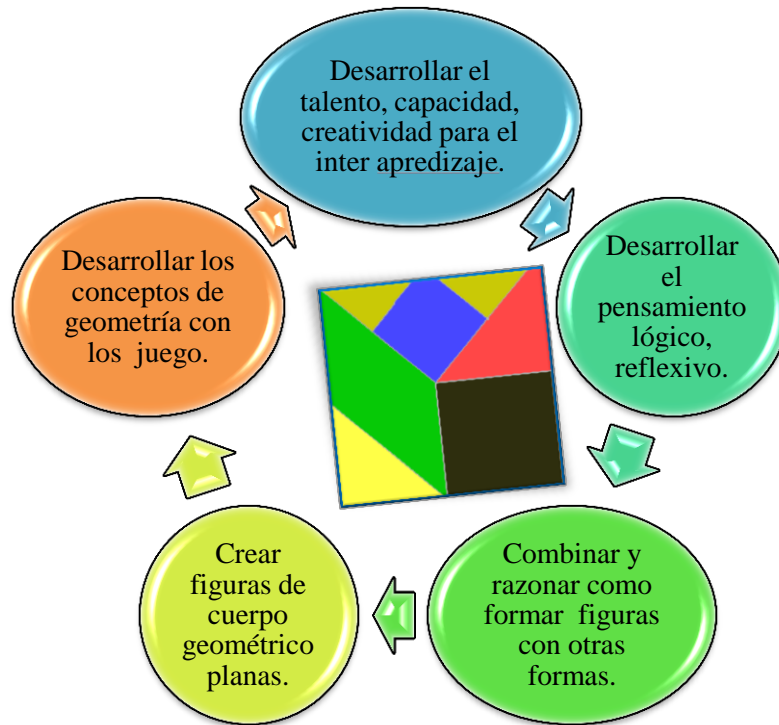 Desarrollar el
talento, capacidad,
creatividad para el
inter apredizaje.
Desarrollar
el
pensamiento
lógico,
reflexivo.
Combinar y
razonar como
formar figuras
con otras
formas.
Crear
figuras de
cuerpo
geométrico
planas.
Desarrollar los
conceptos de
geometría con
los juego.